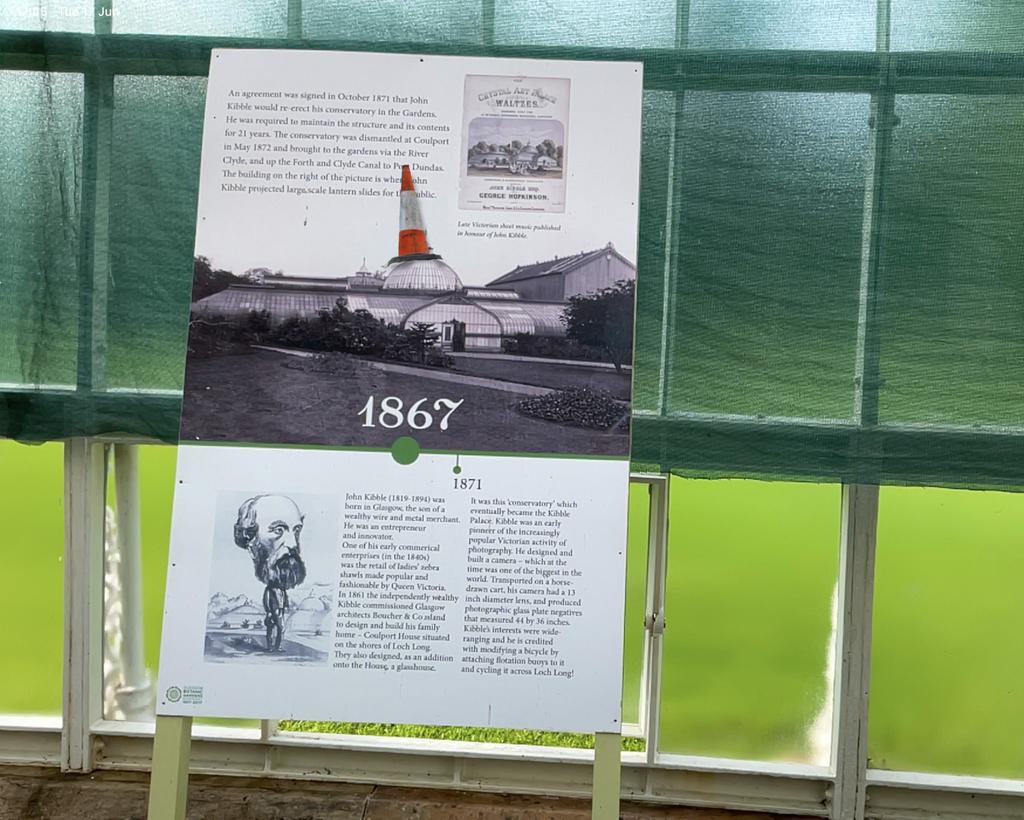 Tue 17 Jun
An agreement was signed in October 1871 that John
Kibble would re-erect his conservatory in the Gardens.
He was required to maintain the structure and its contents
for 21 years. The conservatory was dismantled at Coulport
in May 1872 and brought to the gardens via the River
Clyde, and up the Forth and Clyde Canal to Dundas.
The building on the right of the picture is
Kibble projected large scale lantern slides for
CRYSTAL ART PALACE
WALTZES.
JOHN KIBBLE ESQ.
GEORGE HOPKINSON.
Late Victorian sheet music published
in honour of John Kibble.
1867
1871
John Kibble (1819-1894) was
born in Glasgow, the son of a
wealthy wire and metal merchant.
He was an entrepreneur
and innovator.
One of his early commerical
enterprises (in the 1840s)
was the retail of ladies' zebra
shawls made popular and
fashionable by Queen Victoria.
In 1861 the independently wealthy
Kibble commissioned Glasgow
architects Boucher & Cousland
to design and build his family
home – Coulport House situated
on the shores of Loch Long.
They also designed, as an addition
onto the House, a glasshouse.
It was this 'conservatory' which
eventually became the Kibble
Palace. Kibble was an early
pioneer of the increasingly
popular Victorian activity of
photography. He designed and
built a camera – which at the
time was one of the biggest in the
world. Transported on a horse-
drawn cart, his camera had a 13
inch diameter lens, and produced
photographic glass plate negatives
that measured 44 by 36 inches.
Kibble's interests were wide-
ranging and he is credited
with modifying a bicycle by
attaching flotation buoys to it
and cycling it across Loch Long!
BOTANIC
GARDENS